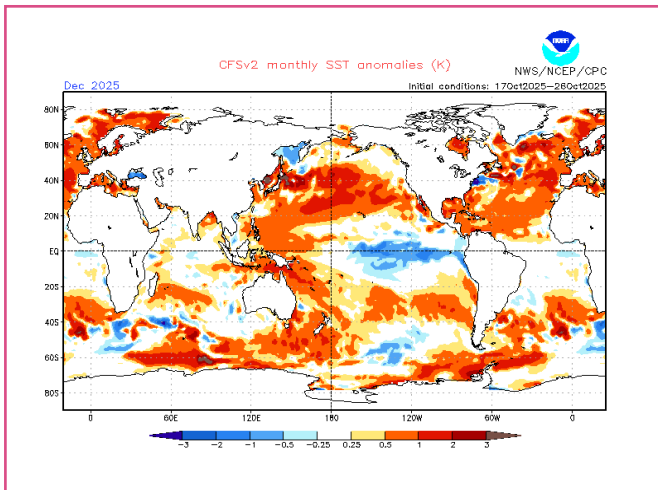 NOAA
CFSv2 monthly SST anomalies (K)
NWS/NCEP/CPC
Dec 2025
Initial conditions: 17Oct2025-26Oct2025
80N
60N
40N
20N
EQ
20S
40S
60S
80S
0 60E 120E 180 120W 60W 0
-3 -2 -1 -0.5 -0.25 0.25 0.5 1 2 3